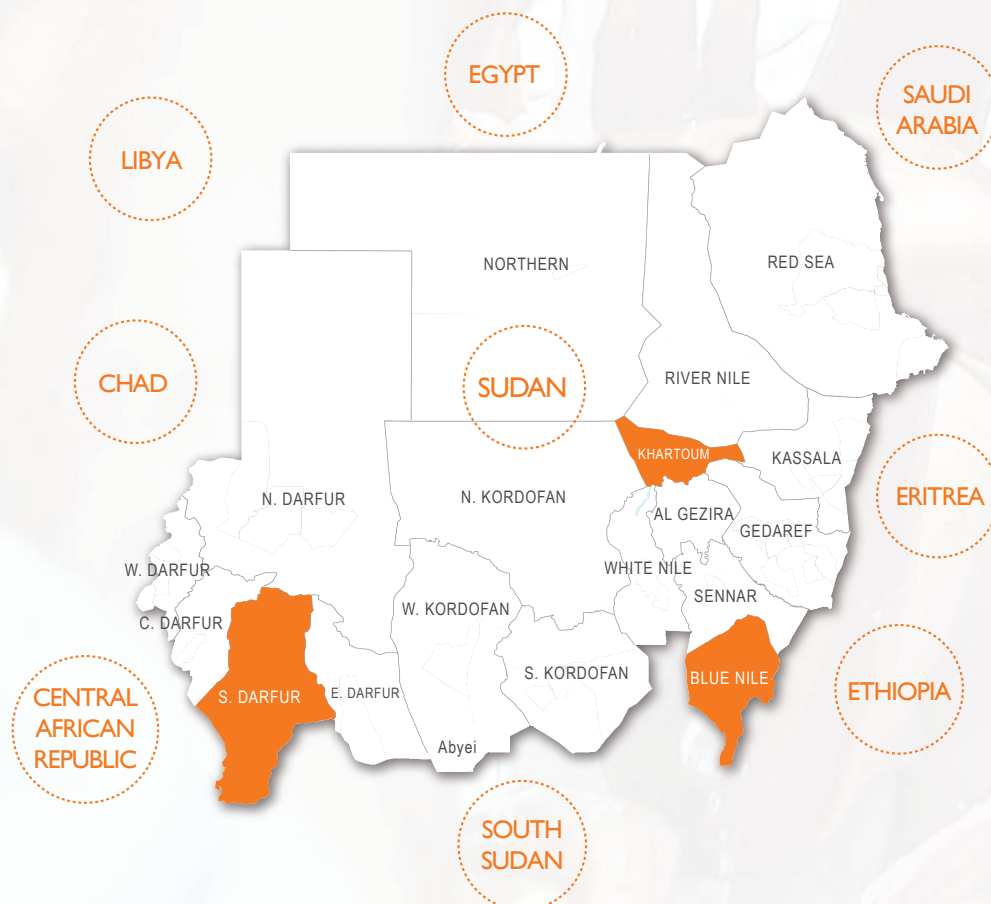 EGYPT
SAUDI
ARABIA
LIBYA
NORTHERN
RED SEA
CHAD
SUDAN
RIVER NILE
KHARTOUM
KASSALA
N. DARFUR
N. KORDOFAN
ERITREA
AL GEZIRA
GEDAREF
W. DARFUR
WHITE NILE
SENNAR
C. DARFUR
W. KORDOFAN
S. DARFUR
E. DARFUR
S. KORDOFAN
BLUE NILE
ETHIOPIA
CENTRAL
AFRICAN
REPUBLIC
Abyei
SOUTH
SUDAN